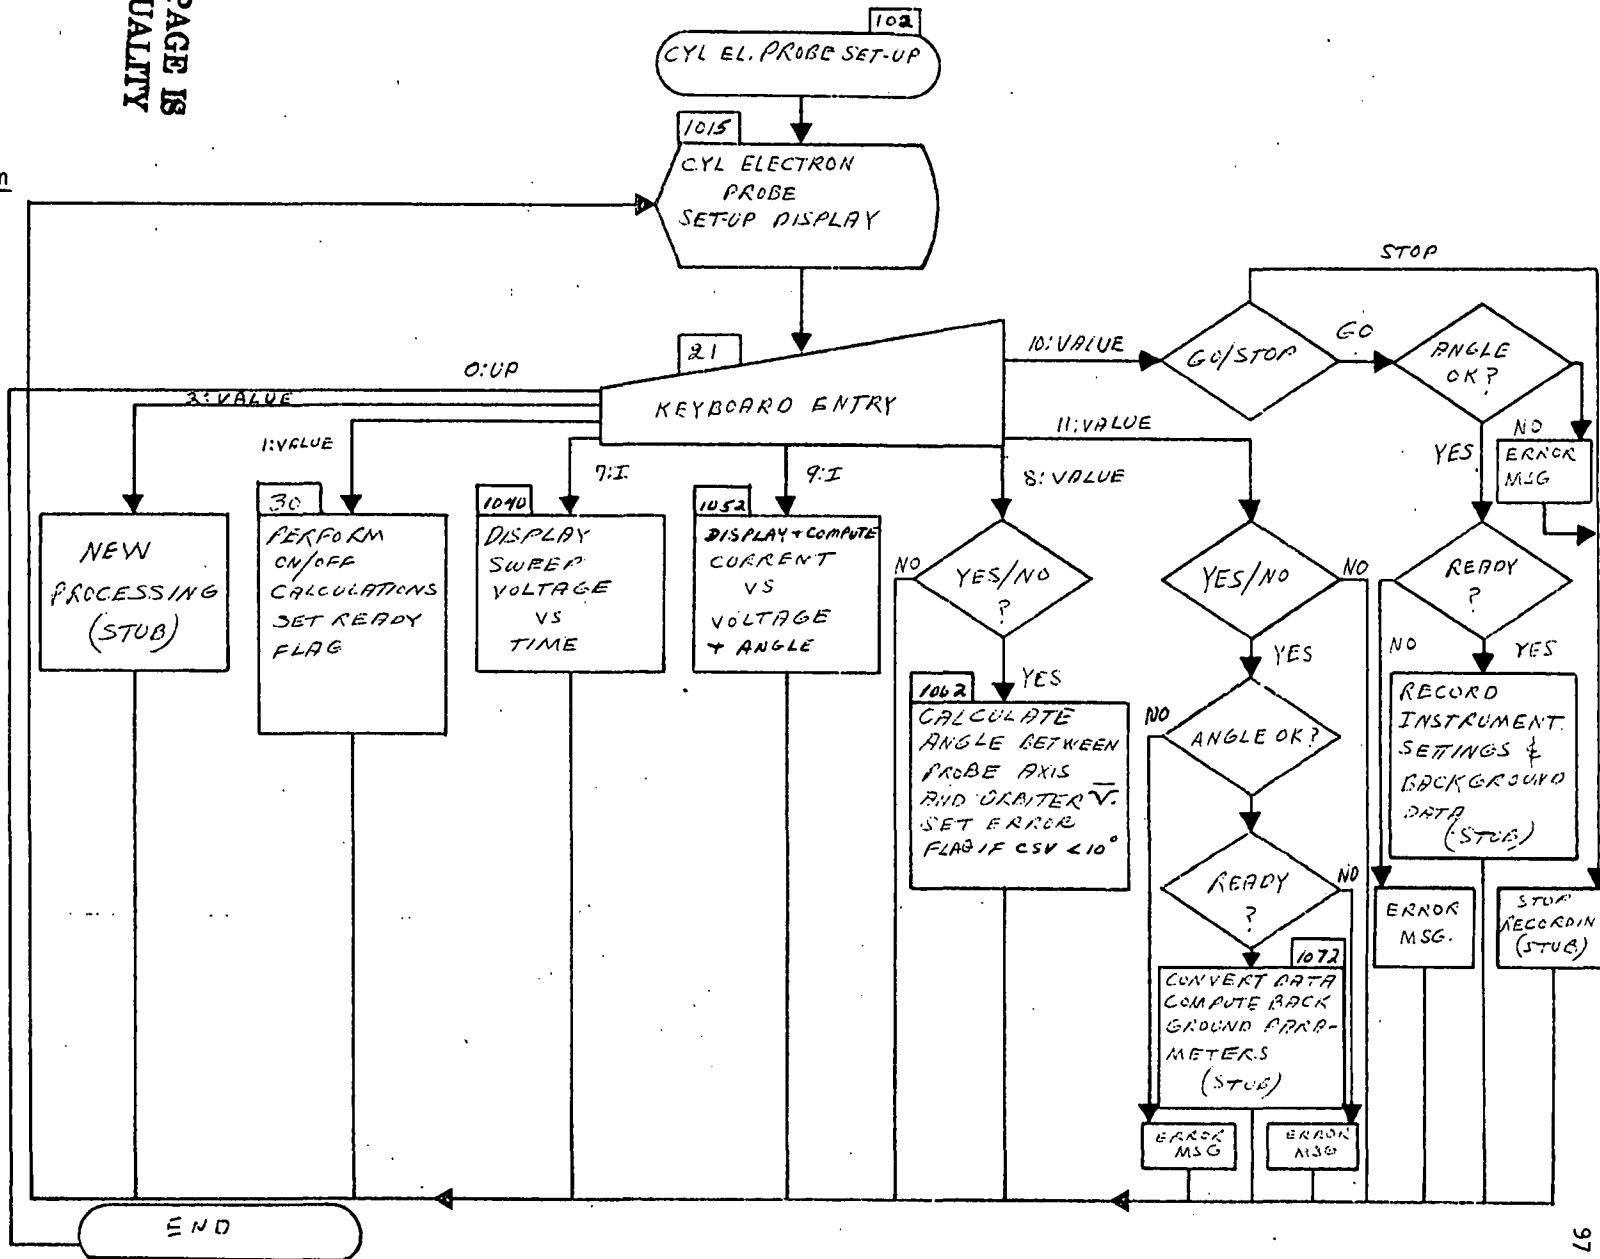 PAGE IS
UALITY
n
102
CYL EL. PROBE SET-UP
1015
CYL ELECTRON
PROBE
SET-UP DISPLAY
STOP
21
KEYBOARD ENTRY
0:UP
2:VALUE
1:VALUE
7:I
9:I
8:VALUE
10:VALUE
11:VALUE
GO/STOP
GO
ANGLE
OK?
NO
ERROR
MSG
YES
NEW
PROCESSING
(STUB)
30
PERFORM
ON/OFF
CALCULATIONS
SET READY
FLAG
1040
DISPLAY
SWEEP
VOLTAGE
VS
TIME
1052
DISPLAY + COMPUTE
CURRENT
VS
VOLTAGE
+ ANGLE
NO
YES/NO
?
YES
1062
CALCULATE
ANGLE BETWEEN
PROBE AXIS
AND ORBITER V̅.
SET ERROR
FLAG IF CSV < 10°
YES/NO
NO
YES
NO
ANGLE OK?
READY
?
NO
1072
CONVERT DATA
COMPUTE BACK
GROUND PARA-
METERS
(STUB)
ERROR
MSG
ERROR
MSG
READY
?
NO
YES
RECORD
INSTRUMENT
SETTINGS &
BACKGROUND
DATA
(STUB)
ERROR
MSG.
STOP
RECORDIN
(STUB)
END
97